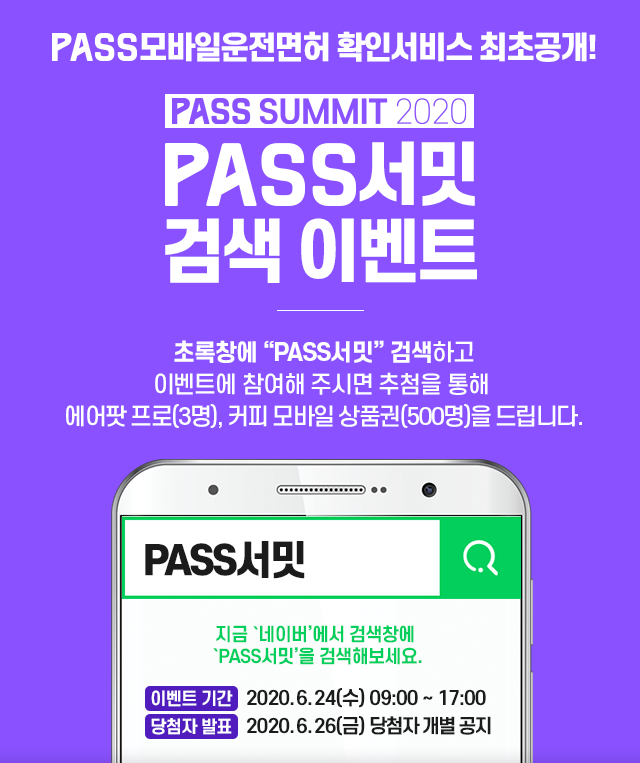 PASS모바일운전면허 확인서비스 최초공개!
PASS SUMMIT 2020
PASS서밋
검색 이벤트
초록창에 “PASS서밋” 검색하고
이벤트에 참여해 주시면 추첨을 통해
에어팟 프로(3명), 커피 모바일 상품권(500명)을 드립니다.
PASS서밋
지금 `네이버’에서 검색창에
`PASS서밋’을 검색해보세요.
이벤트 기간 2020. 6. 24(수) 09:00 ~ 17:00
당첨자 발표 2020. 6. 26(금) 당첨자 개별 공지